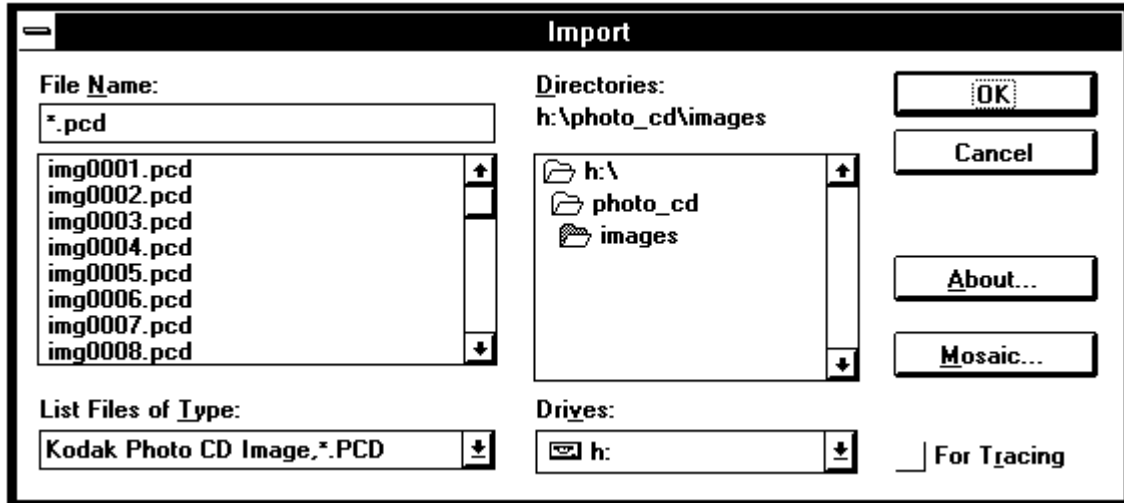 Import
File Name:
*.pcd
img0001.pcd
img0002.pcd
img0003.pcd
img0004.pcd
img0005.pcd
img0006.pcd
img0007.pcd
img0008.pcd
List Files of Type:
Kodak Photo CD Image,*.PCD
Directories:
h:\photo_cd\images
h:\
photo_cd
images
Drives:
h:
OK
Cancel
About...
Mosaic...
For Tracing